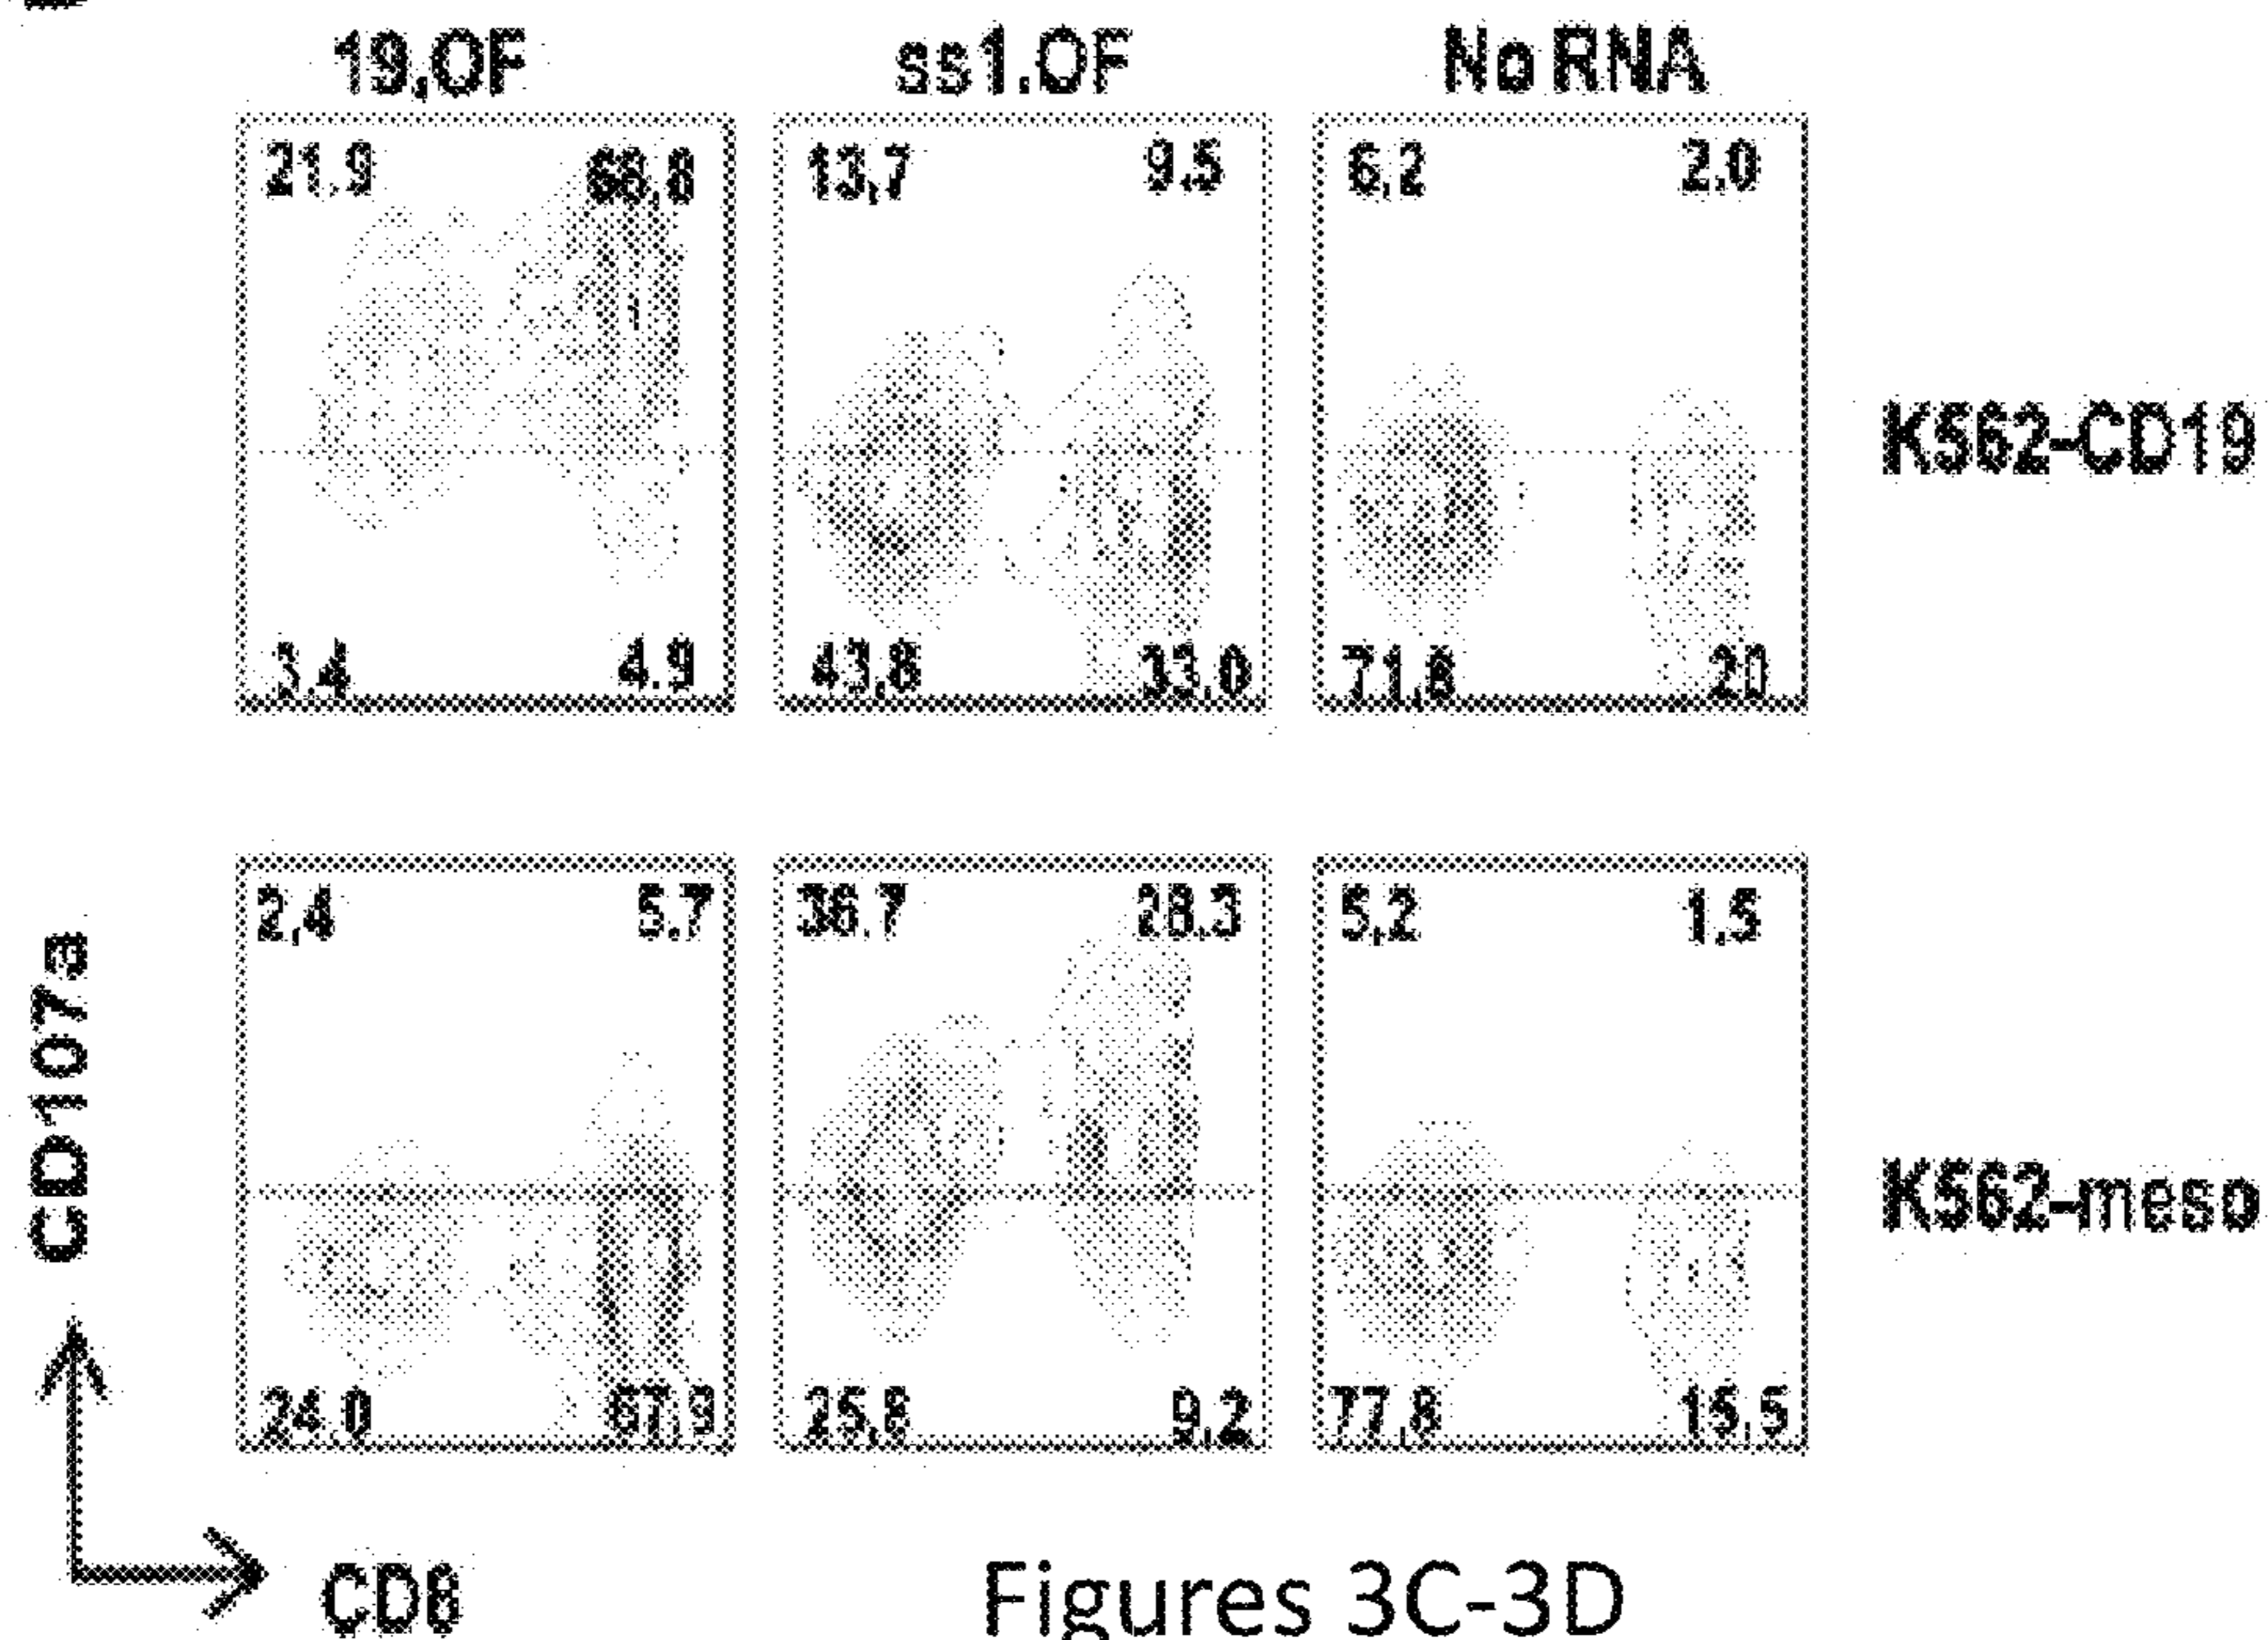 19.OF ss1.OF No RNA
21.9 13.7 9.5 6.2 2.0
K562-CD19
3.4 4.9 43.8 33.0 71.8 20
2.4 5.7 36.7 28.3 5.2 1.5
CD107a
K562-meso
24.0 67.9 25.8 9.2 77.8 15.5
CD8
Figures 3C-3D